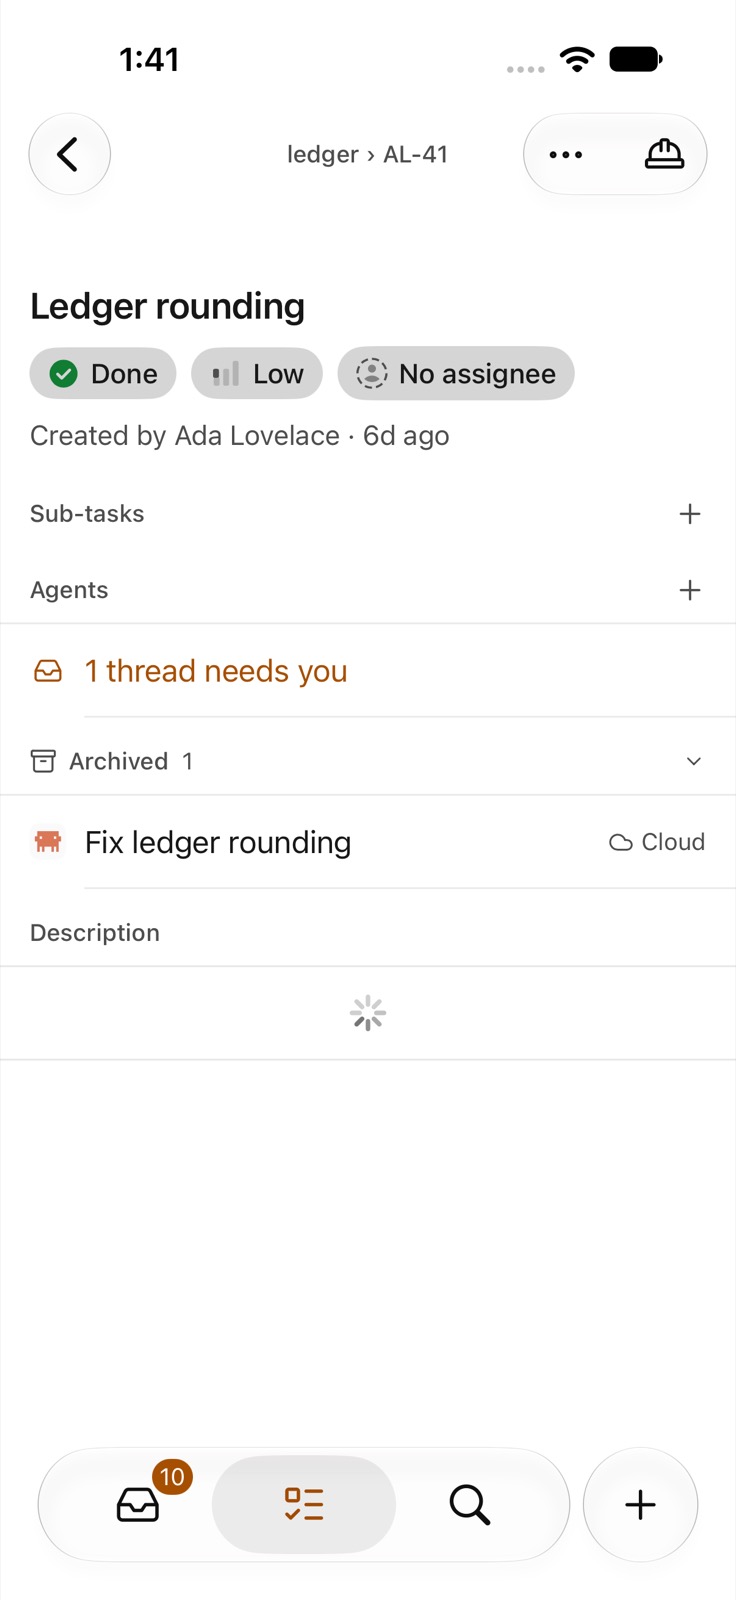 1:41
ledger › AL-41
Ledger rounding
Done
Low
No assignee
Created by Ada Lovelace · 6d ago
Sub-tasks
Agents
1 thread needs you
Archived 1
Fix ledger rounding
Cloud
Description
10